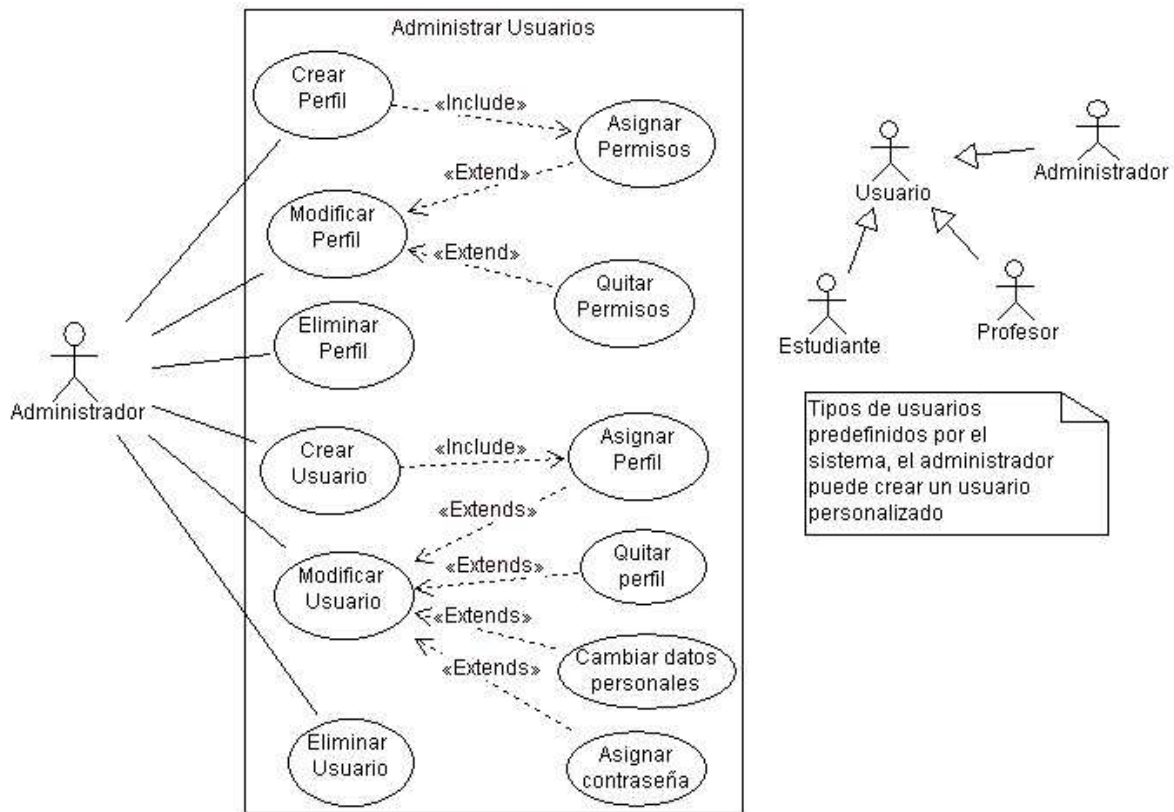 Administrar Usuarios
Crear
Perfil
«Include»
Asignar
Permisos
«Extend»
Modificar
Perfil
«Extend»
Quitar
Permisos
Eliminar
Perfil
Administrador
Crear
Usuario
«Include»
Asignar
Perfil
«Extends»
Modificar
Usuario
«Extends»
Quitar
perfil
«Extends»
Cambiar datos
personales
«Extends»
Eliminar
Usuario
Asignar
contraseña
Usuario
Administrador
Estudiante
Profesor
Tipos de usuarios
predefinidos por el
sistema, el administrador
puede crear un usuario
personalizado